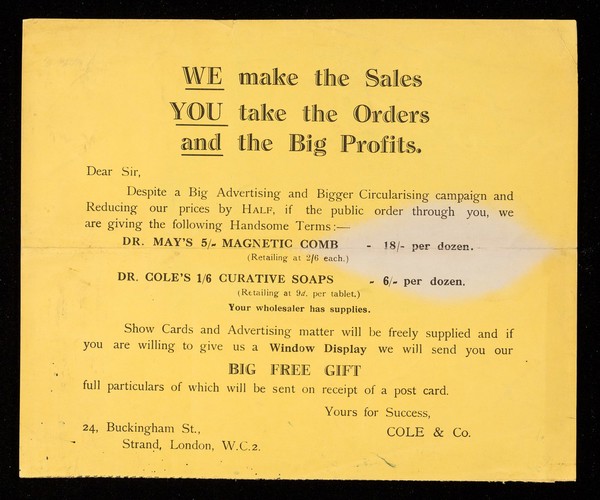 WE make the Sales
YOU take the Orders
and the Big Profits.
Dear Sir,
Despite a Big Advertising and Bigger Circularising campaign and
Reducing our prices by HALF, if the public order through you, we
are giving the following Handsome Terms:—
DR. MAY'S 5/- MAGNETIC COMB - 18/- per dozen.
(Retailing at 2/6 each.)
DR. COLE'S 1/6 CURATIVE SOAPS - 6/- per dozen.
(Retailing at 9d. per tablet.)
Your wholesaler has supplies.
Show Cards and Advertising matter will be freely supplied and if
you are willing to give us a Window Display we will send you our
BIG FREE GIFT
full particulars of which will be sent on receipt of a post card.
Yours for Success,
24, Buckingham St., COLE & Co.
Strand, London, W.C.2.